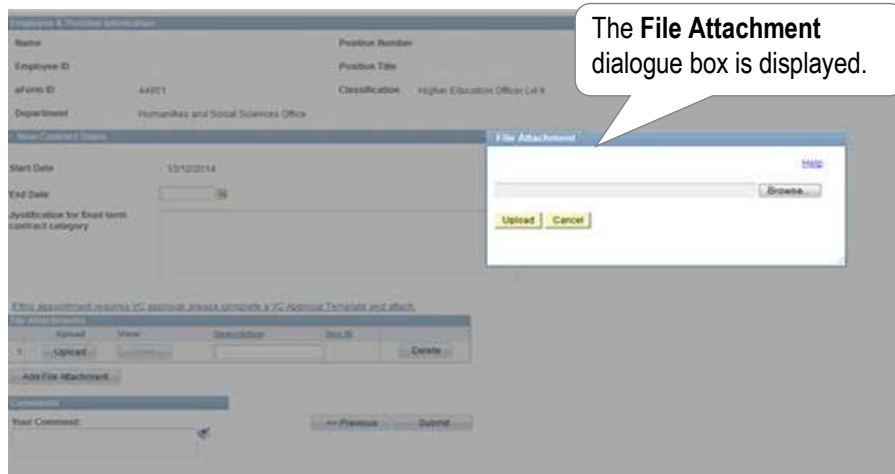 The File Attachment
dialogue box is displayed.
Employee & Position Information
Name Position Number
Employee ID Position Title
eForm ID 44851 Classification Higher Education Officer Lvl 6
Department Humanities and Social Sciences Office
New Contract Dates
File Attachment
Help
Start Date 13/12/2014
Browse...
End Date
Justification for fixed term
contract category
Upload Cancel
If this appointment requires VC approval, please complete a VC Approval Template and attach.
File Attachments
Upload View Description Seq N
1. Upload Delete
Add File Attachment
Comments
Your Comment:
<< Previous Submit